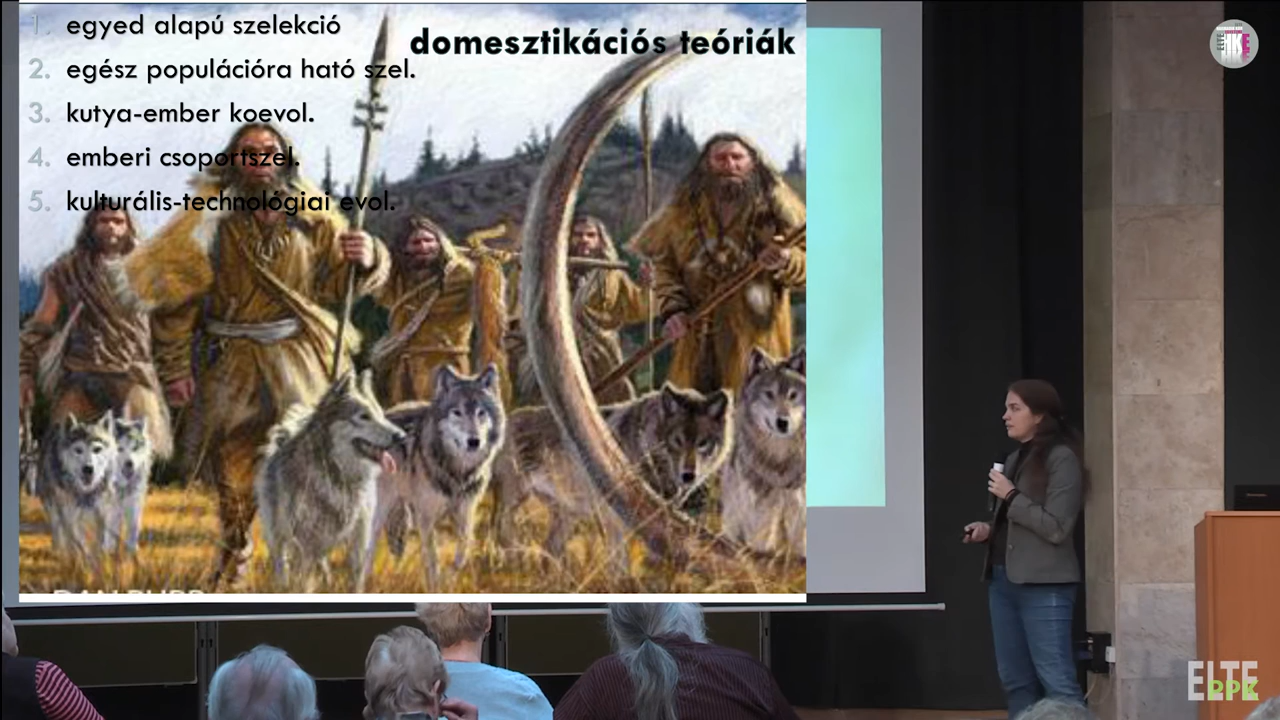 domesztikációs teóriák
1. egyed alapú szelekció
2. egész populációra ható szel.
3. kutya-ember koevol.
4. emberi csoportszel.
5. kulturális-technológiai evol.
ELTE
PPK